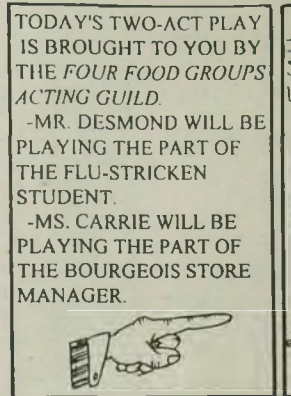 TODAY'S TWO-ACT PLAY
IS BROUGHT TO YOU BY
THE FOUR FOOD GROUPS
ACTING GUILD.
-MR. DESMOND WILL BE
PLAYING THE PART OF
THE FLU-STRICKEN
STUDENT.
-MS. CARRIE WILL BE
PLAYING THE PART OF
THE BOURGEOIS STORE
MANAGER.